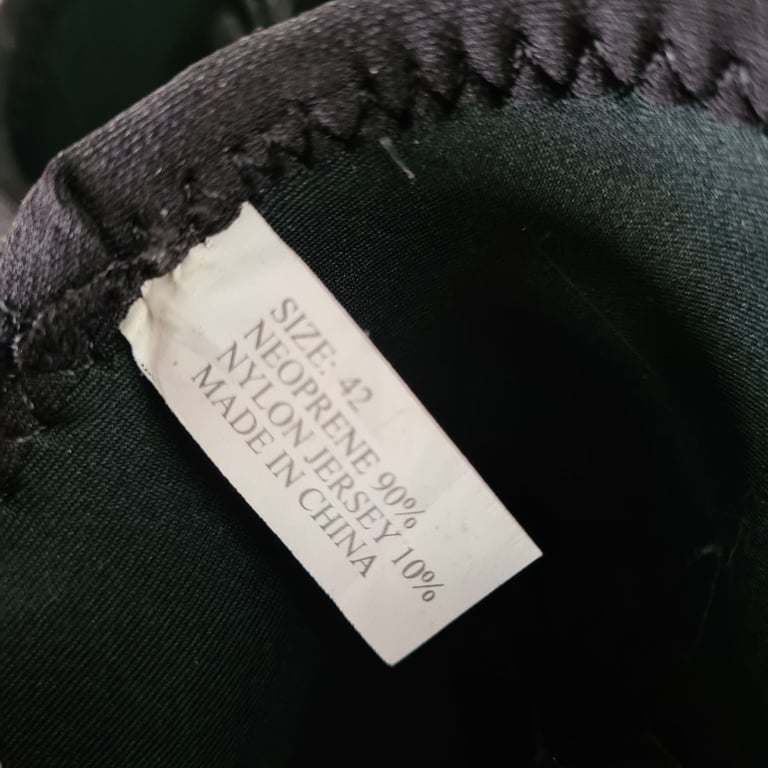 SIZE: 42
NEOPRENE 90%
NYLON JERSEY 10%
MADE IN CHINA